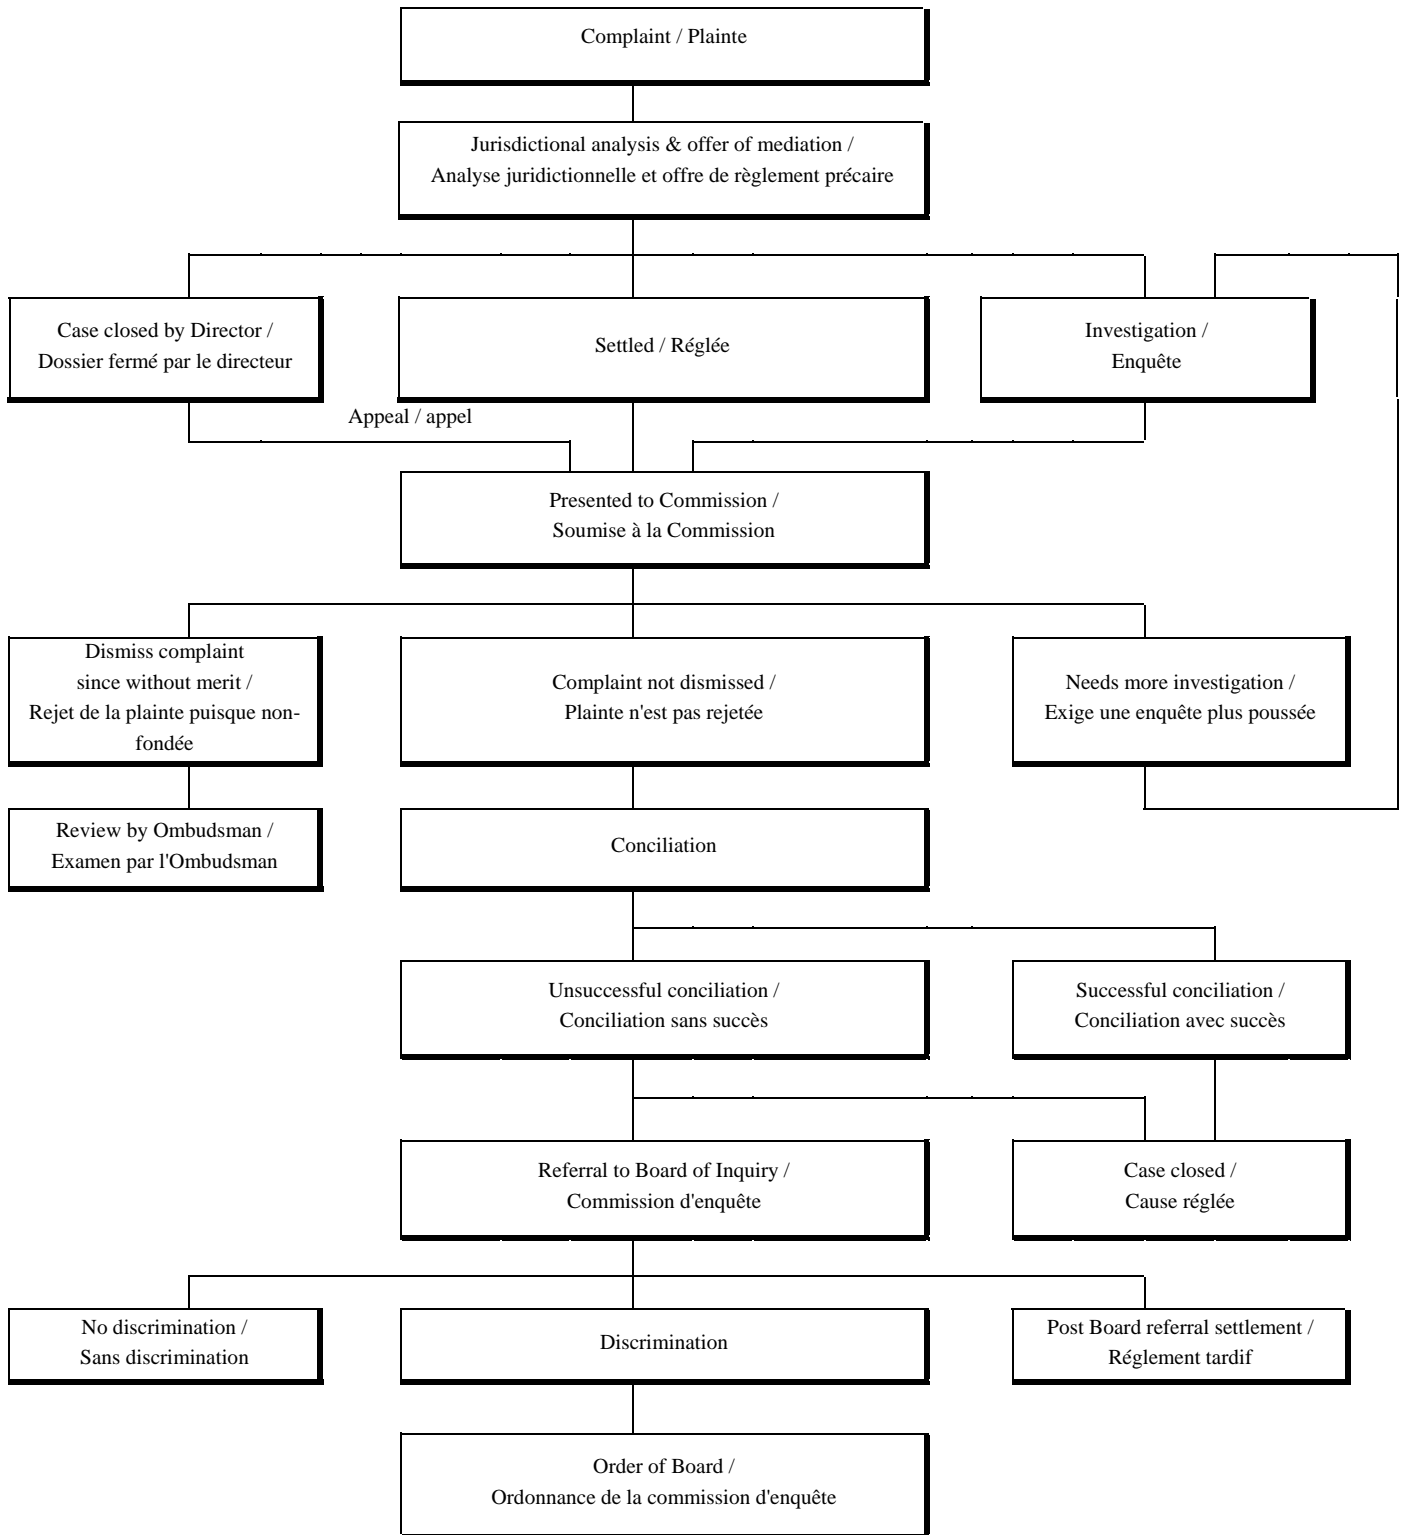 Complaint / Plainte
Jurisdictional analysis & offer of mediation /
Analyse juridictionnelle et offre de règlement précaire
Case closed by Director /
Dossier fermé par le directeur
Settled / Réglée
Investigation /
Enquête
Appeal / appel
Presented to Commission /
Soumise à la Commission
Dismiss complaint
since without merit /
Rejet de la plainte puisque non-
fondée
Complaint not dismissed /
Plainte n'est pas rejetée
Needs more investigation /
Exige une enquête plus poussée
Review by Ombudsman /
Examen par l'Ombudsman
Conciliation
Unsuccessful conciliation /
Conciliation sans succès
Successful conciliation /
Conciliation avec succès
Referral to Board of Inquiry /
Commission d'enquête
Case closed /
Cause réglée
No discrimination /
Sans discrimination
Discrimination
Post Board referral settlement /
Réglement tardif
Order of Board /
Ordonnance de la commission d'enquête